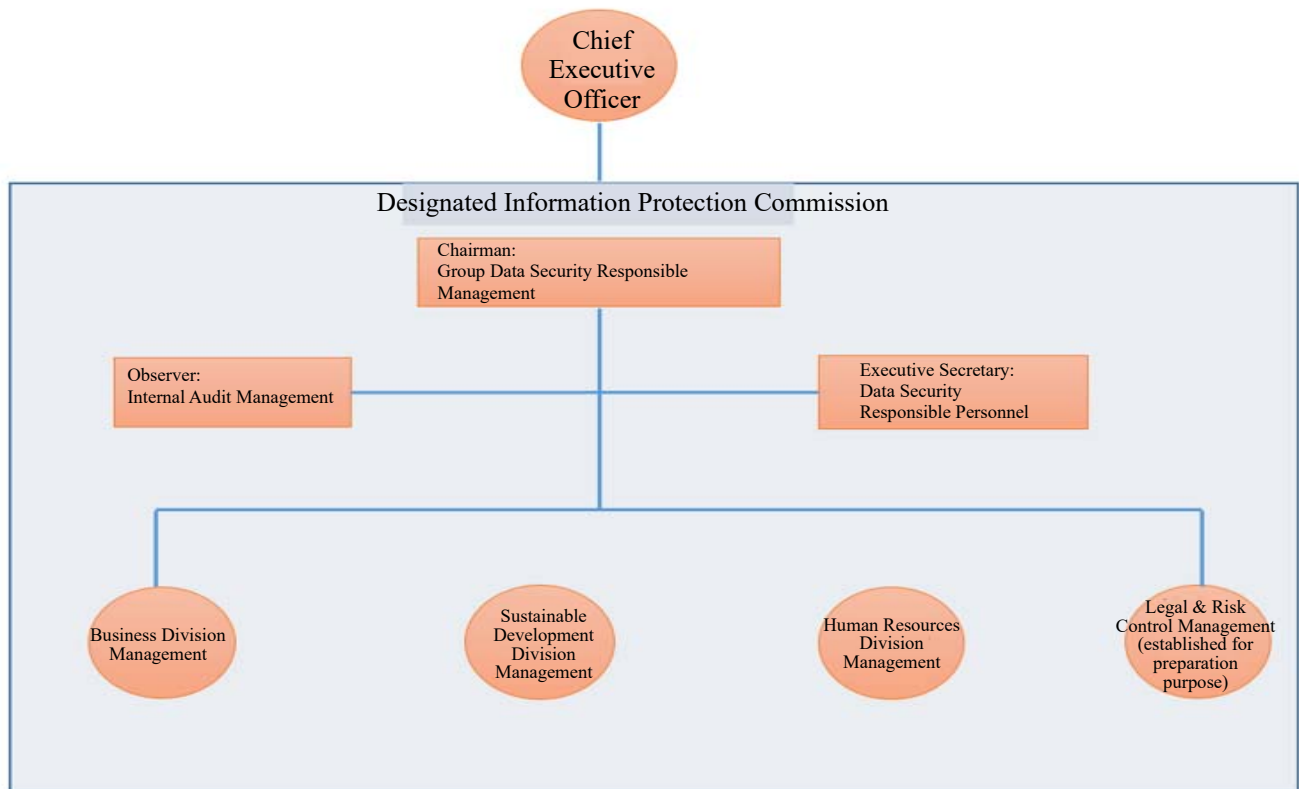 Chief
Executive
Officer
Designated Information Protection Commission
Chairman:
Group Data Security Responsible
Management
Observer:
Internal Audit Management
Executive Secretary:
Data Security
Responsible Personnel
Business Division
Management
Sustainable
Development
Division
Management
Human Resources
Division
Management
Legal & Risk
Control Management
(established for
preparation
purpose)